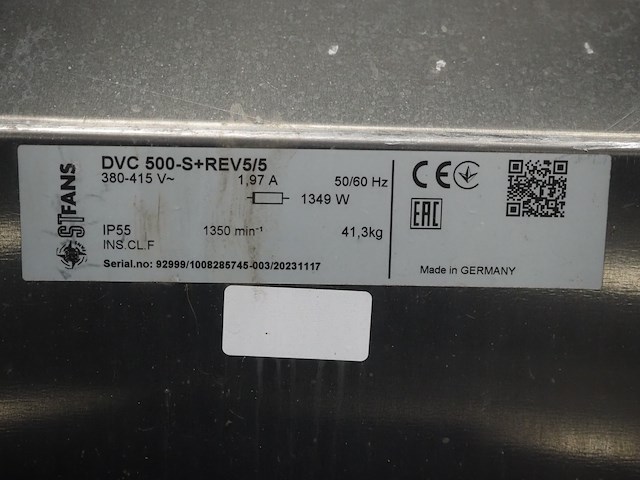 STFANS
DVC 500-S+REV5/5
380-415 V~ 1,97 A 50/60 Hz
1349 W
IP55 1350 min⁻¹ 41,3kg
INS.CL.F
Serial.no: 92999/1008285745-003/20231117
CE
EAC
Made in GERMANY